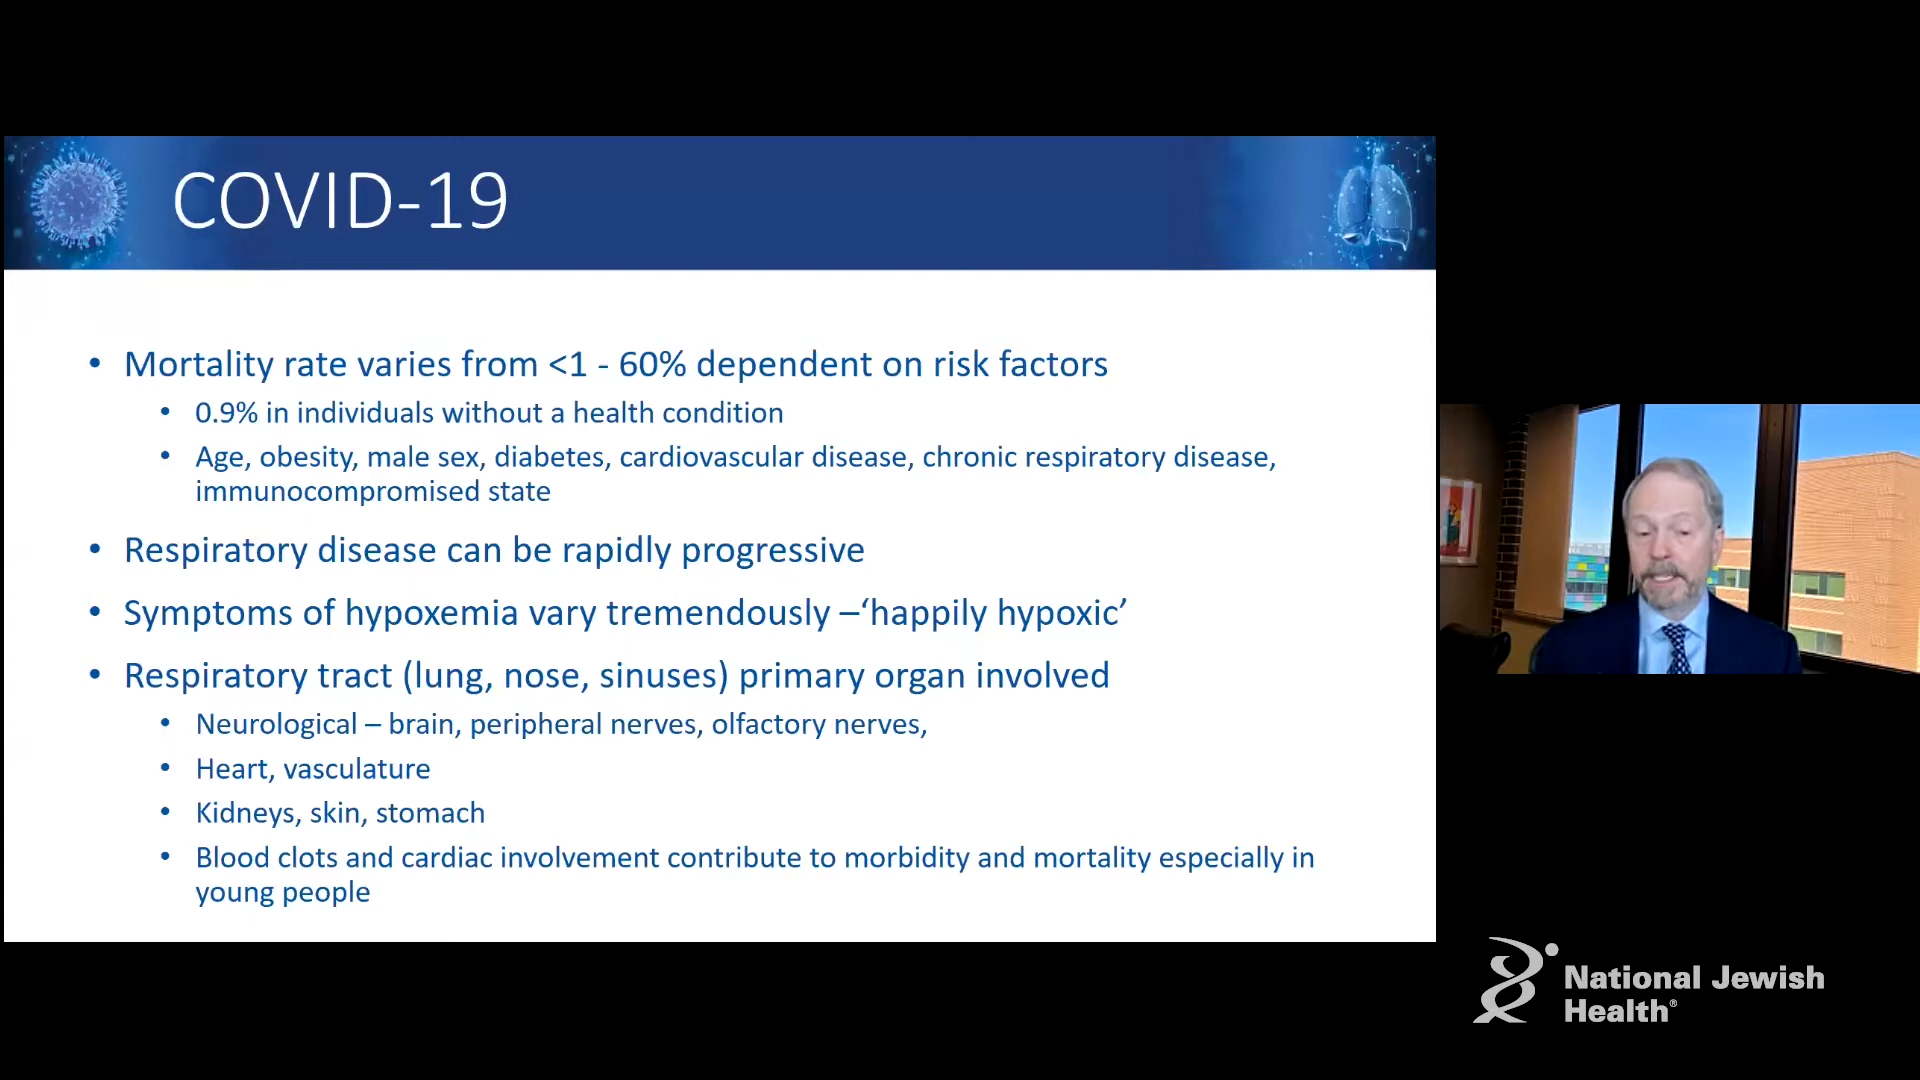 COVID-19
• Mortality rate varies from <1 - 60% dependent on risk factors
• 0.9% in individuals without a health condition
• Age, obesity, male sex, diabetes, cardiovascular disease, chronic respiratory disease,
immunocompromised state
• Respiratory disease can be rapidly progressive
• Symptoms of hypoxemia vary tremendously –‘happily hypoxic’
• Respiratory tract (lung, nose, sinuses) primary organ involved
• Neurological – brain, peripheral nerves, olfactory nerves,
• Heart, vasculature
• Kidneys, skin, stomach
• Blood clots and cardiac involvement contribute to morbidity and mortality especially in
young people
National Jewish
Health®